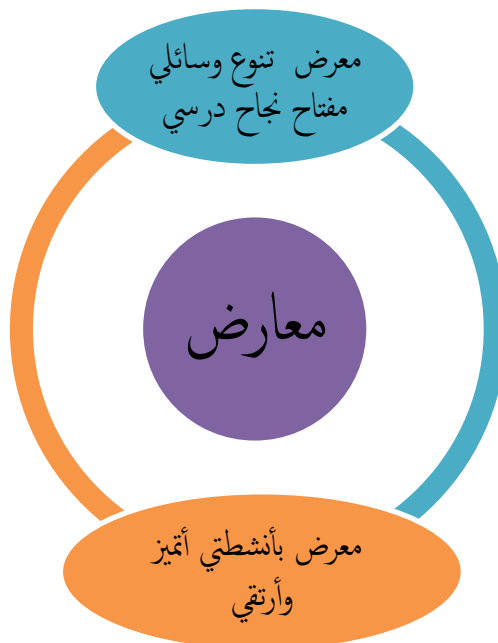 معرض تنوع وسائلي
مفتاح نجاح درسي
معارض
معرض بأنشطتي أتميز
وأرتقي